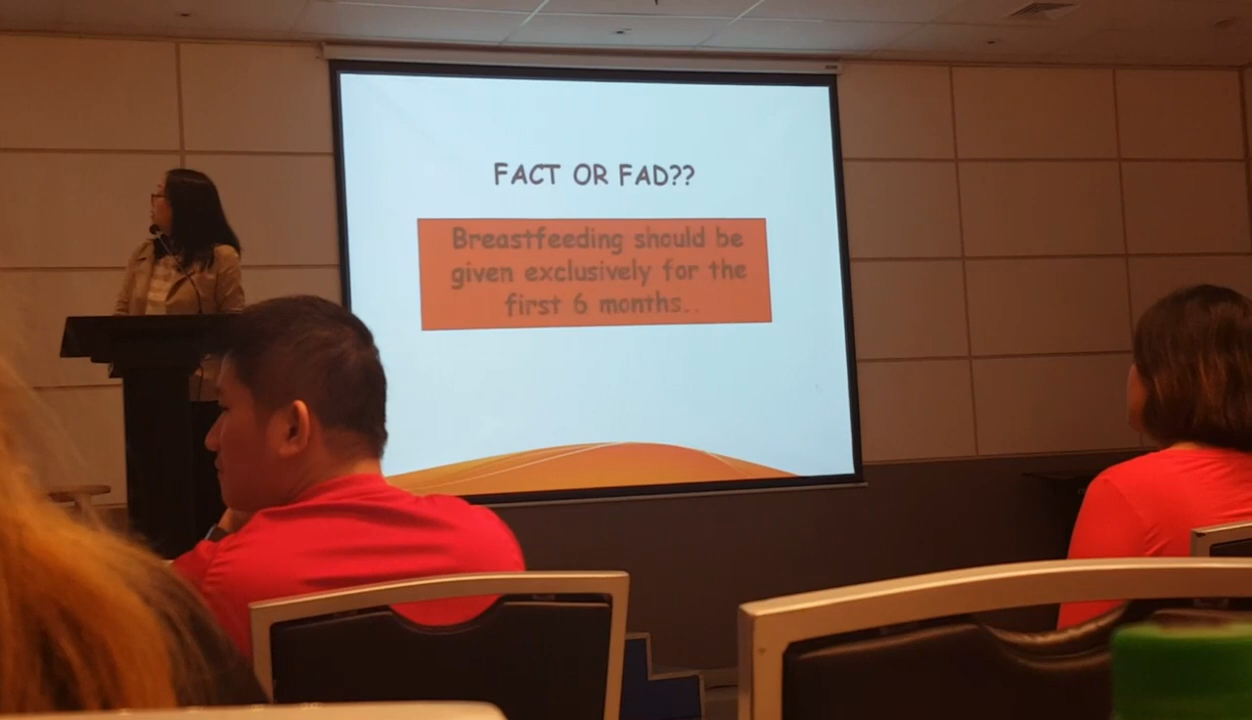 FACT OR FAD??
Breastfeeding should be
given exclusively for the
first 6 months..